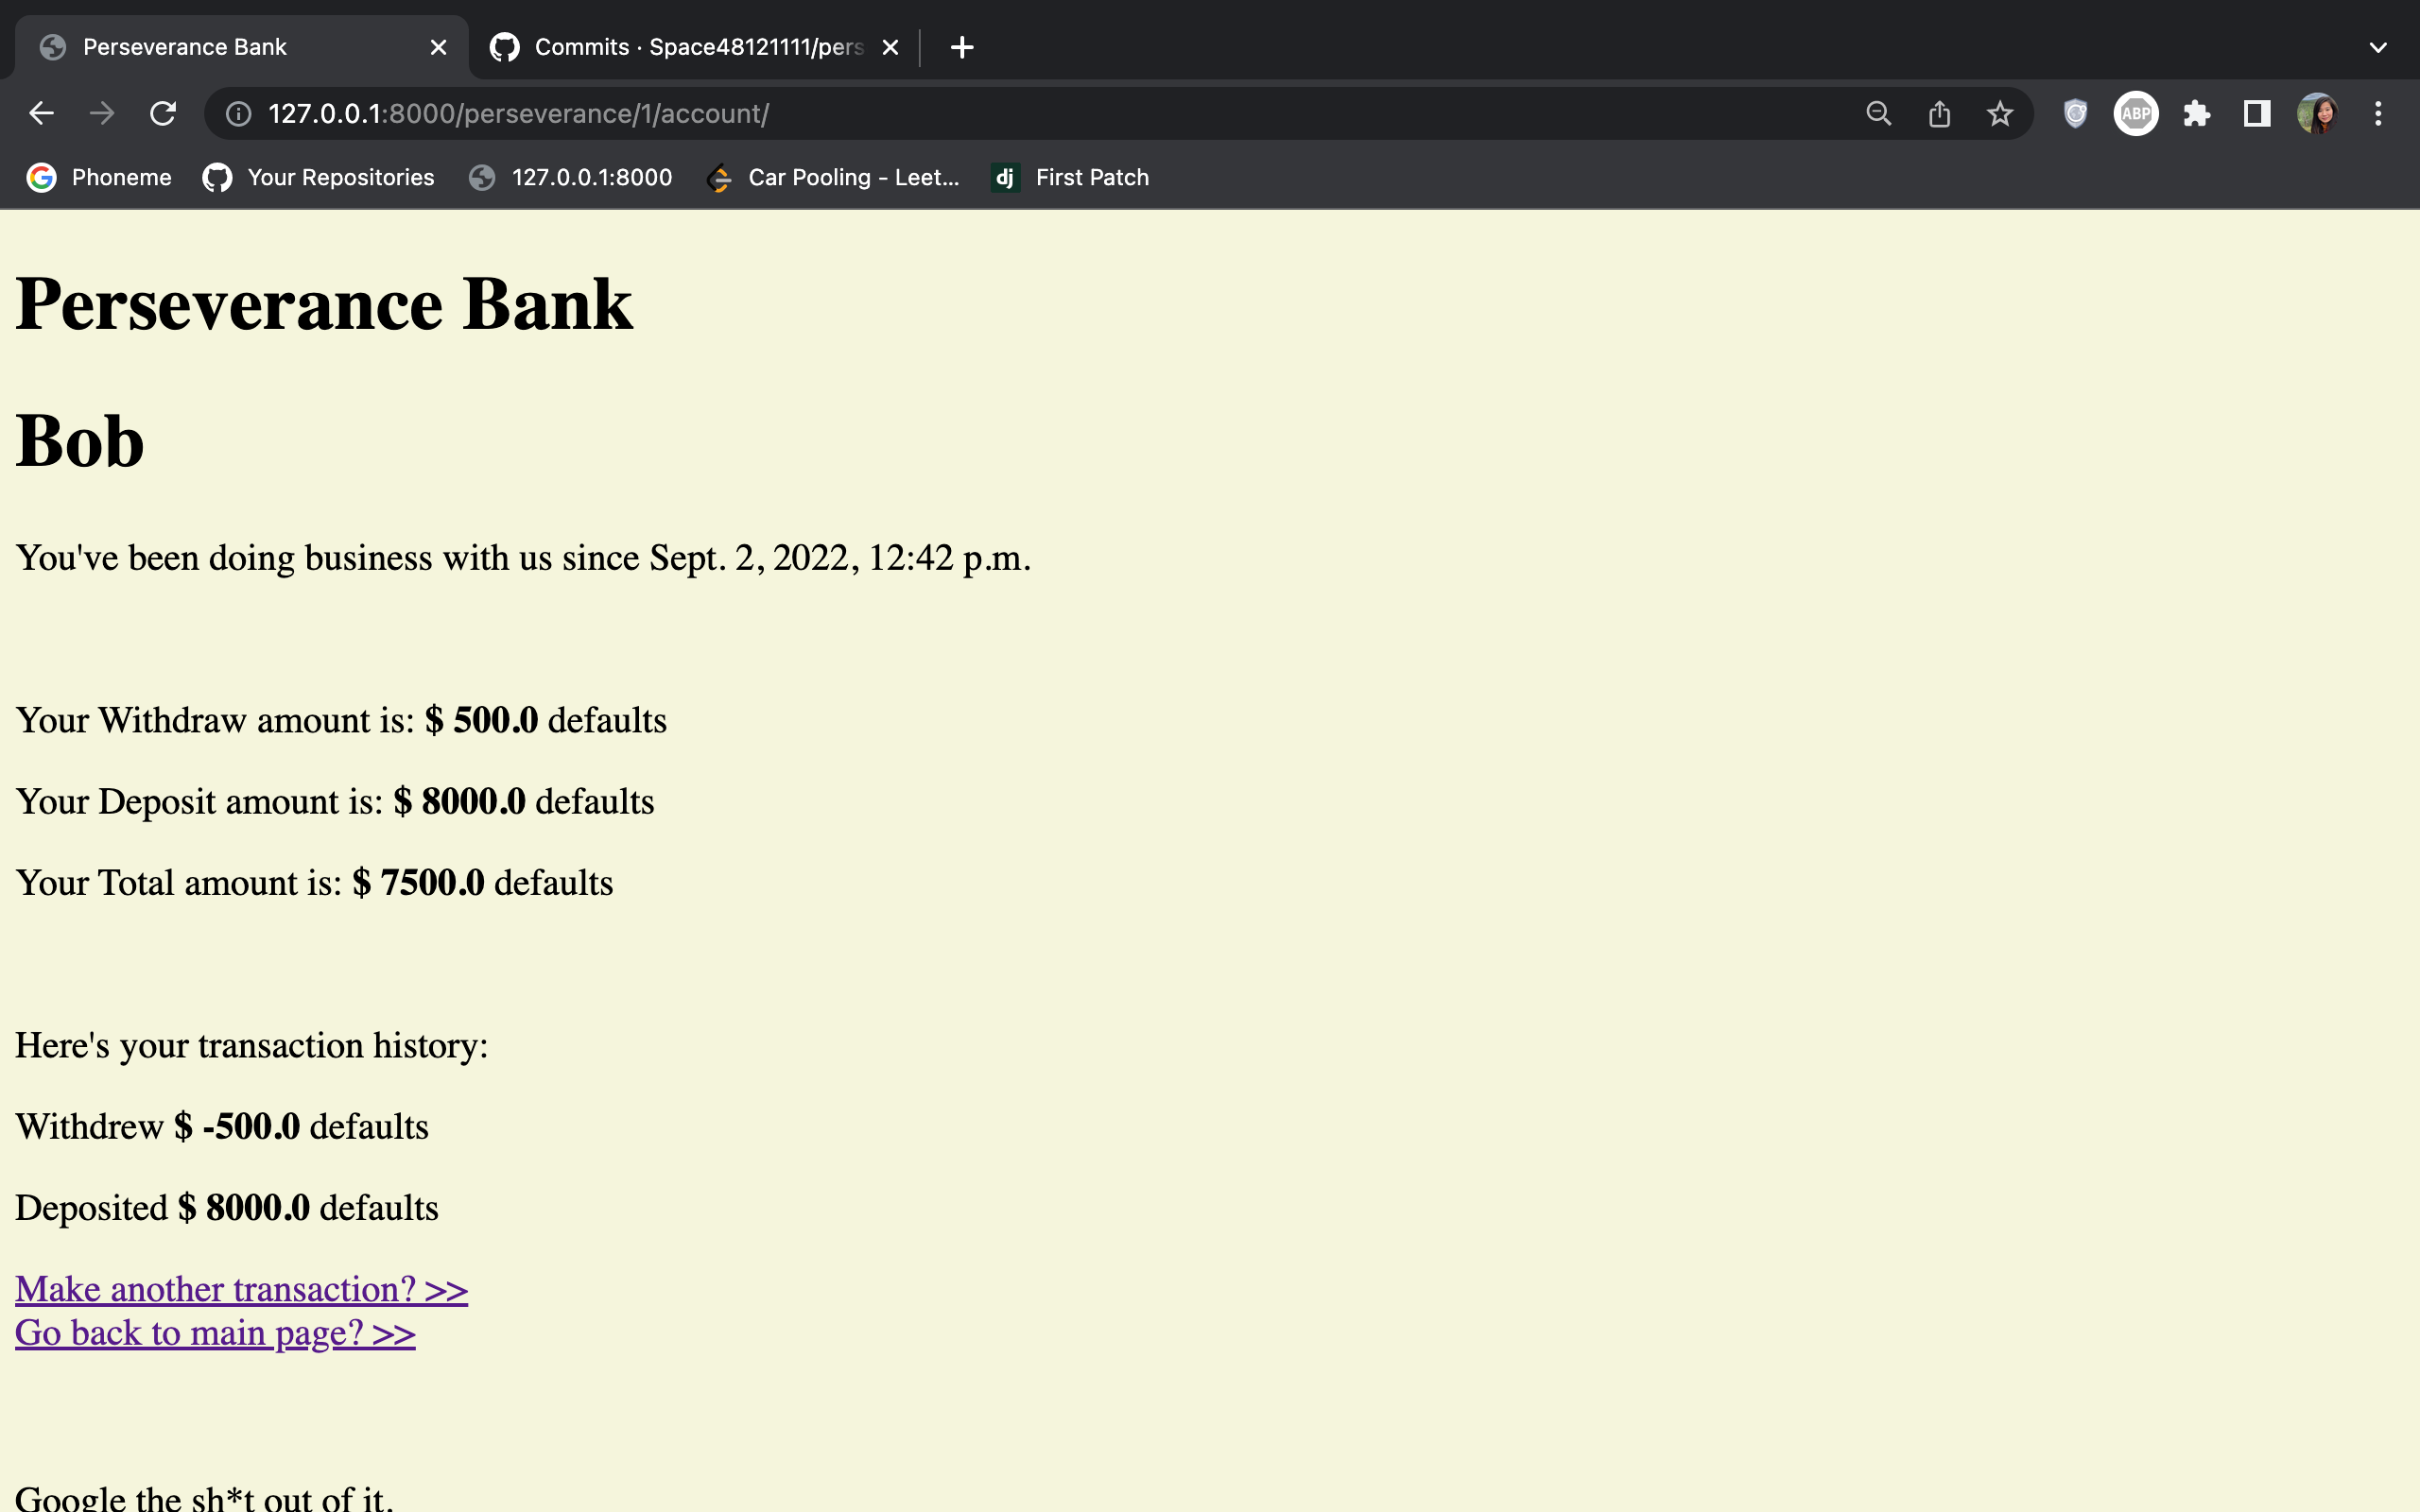 Perseverance Bank
Commits · Space48121111/pers
127.0.0.1:8000/perseverance/1/account/
ABP
Phoneme
Your Repositories
127.0.0.1:8000
Car Pooling - Leet...
dj First Patch
Perseverance Bank
Bob
You've been doing business with us since Sept. 2, 2022, 12:42 p.m.
Your Withdraw amount is: $ 500.0 defaults
Your Deposit amount is: $ 8000.0 defaults
Your Total amount is: $ 7500.0 defaults
Here's your transaction history:
Withdrew $ -500.0 defaults
Deposited $ 8000.0 defaults
Make another transaction? >>
Go back to main page? >>
Google the sh*t out of it.